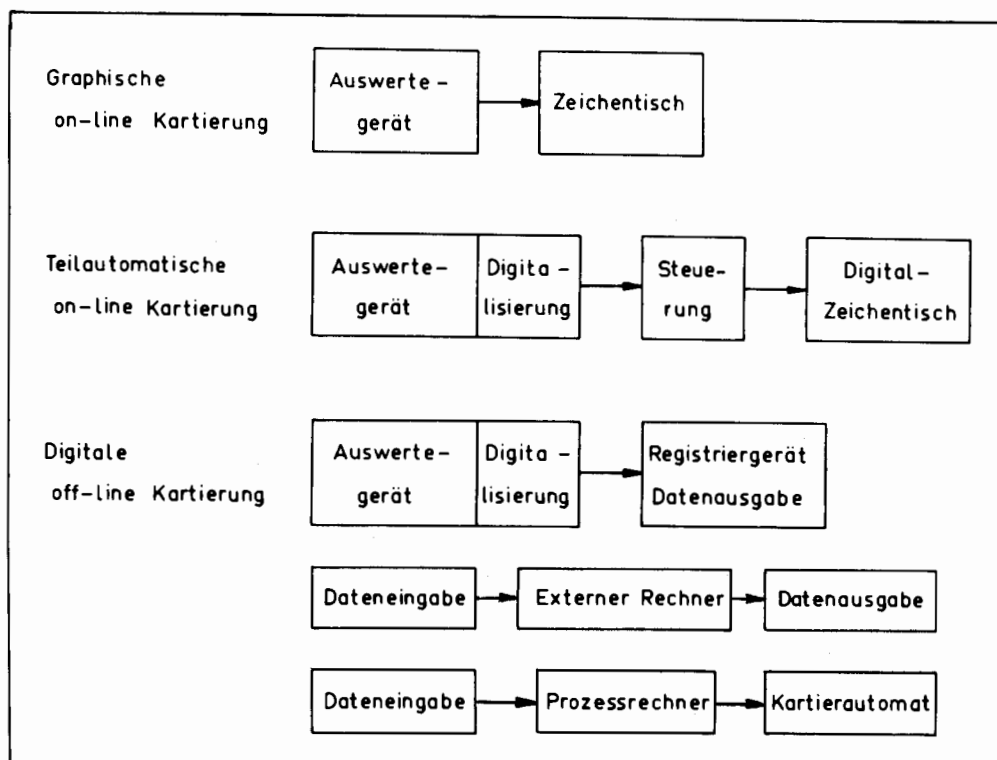 Graphische
on-line Kartierung
Auswerte-
gerät
Zeichentisch
Teilautomatische
on-line Kartierung
Auswerte-
gerät
Digita-
lisierung
Steue-
rung
Digital-
Zeichentisch
Digitale
off-line Kartierung
Auswerte-
gerät
Digita-
lisierung
Registriergerät
Datenausgabe
Dateneingabe
Externer Rechner
Datenausgabe
Dateneingabe
Prozessrechner
Kartierautomat